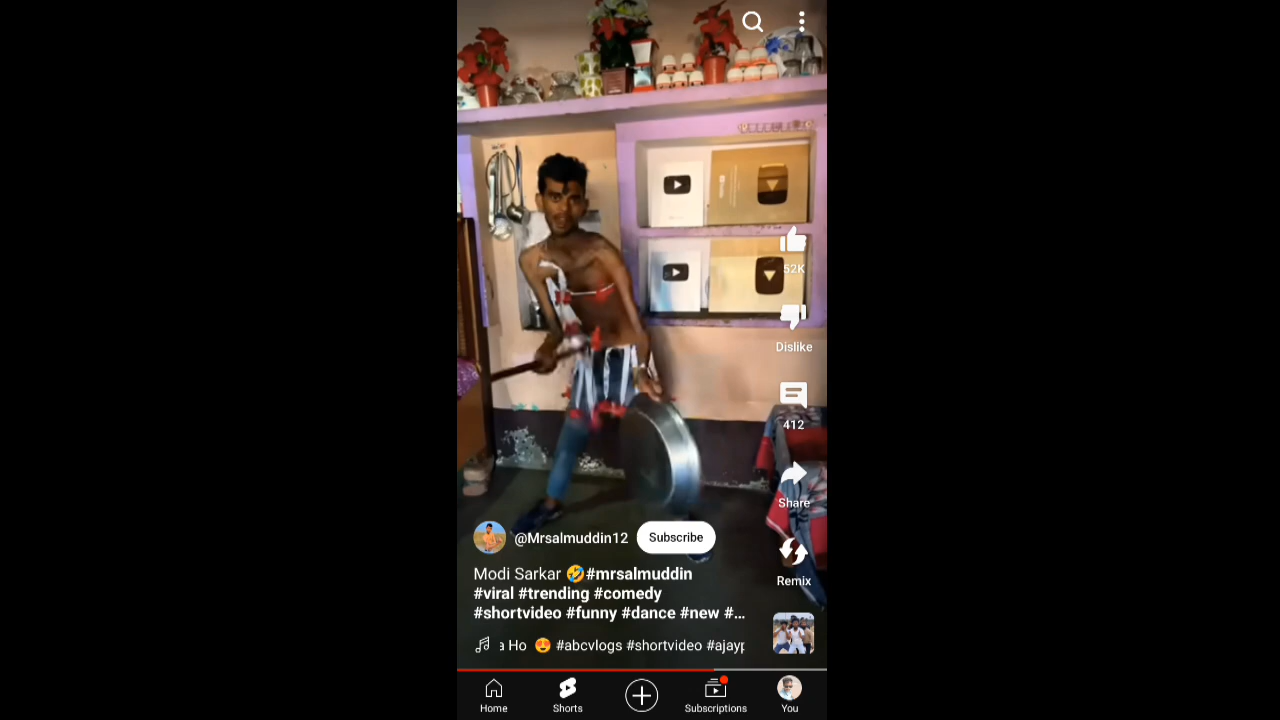 52K
Dislike
412
Share
@Mrsalmuddin12
Subscribe
Remix
Modi Sarkar 🤣#mrsalmuddin
#viral #trending #comedy
#shortvideo #funny #dance #new #...
a Ho 😍 #abcvlogs #shortvideo #ajayp
Home
Shorts
Subscriptions
You